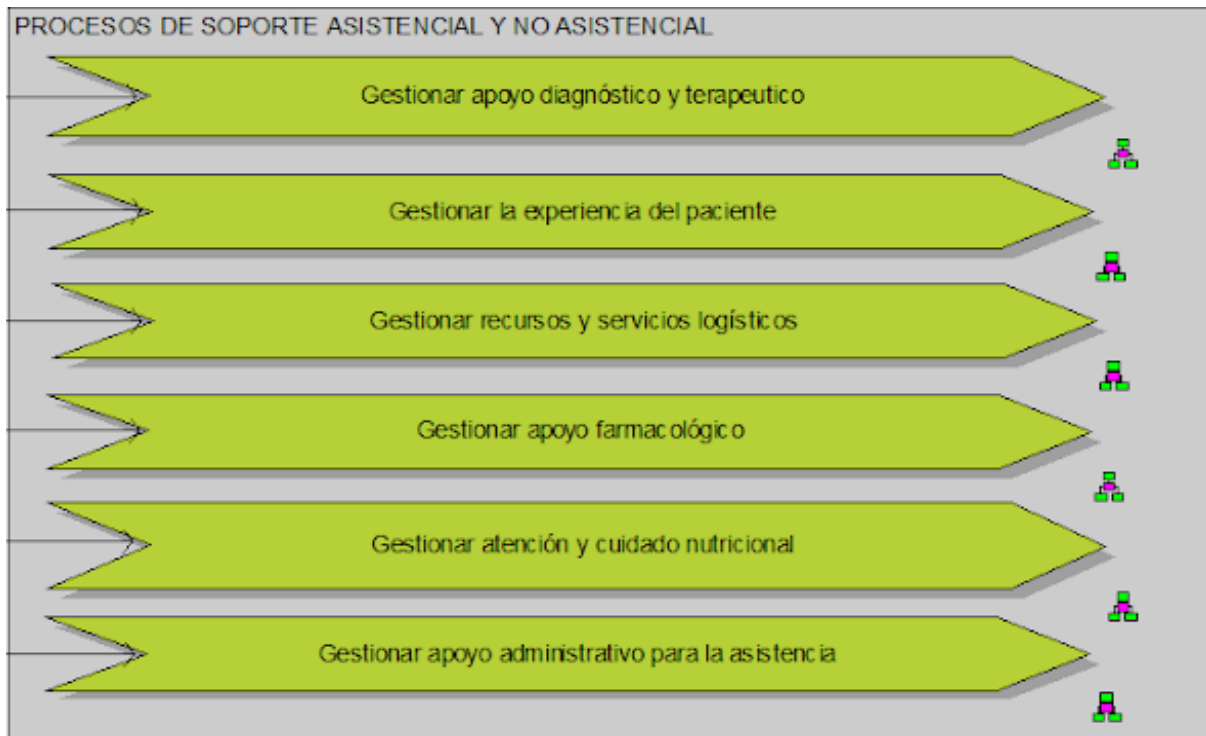 PROCESOS DE SOPORTE ASISTENCIAL Y NO ASISTENCIAL
Gestionar apoyo diagnóstico y terapeutico
Gestionar la experiencia del paciente
Gestionar recursos y servicios logísticos
Gestionar apoyo farmacológico
Gestionar atención y cuidado nutricional
Gestionar apoyo administrativo para la asistencia